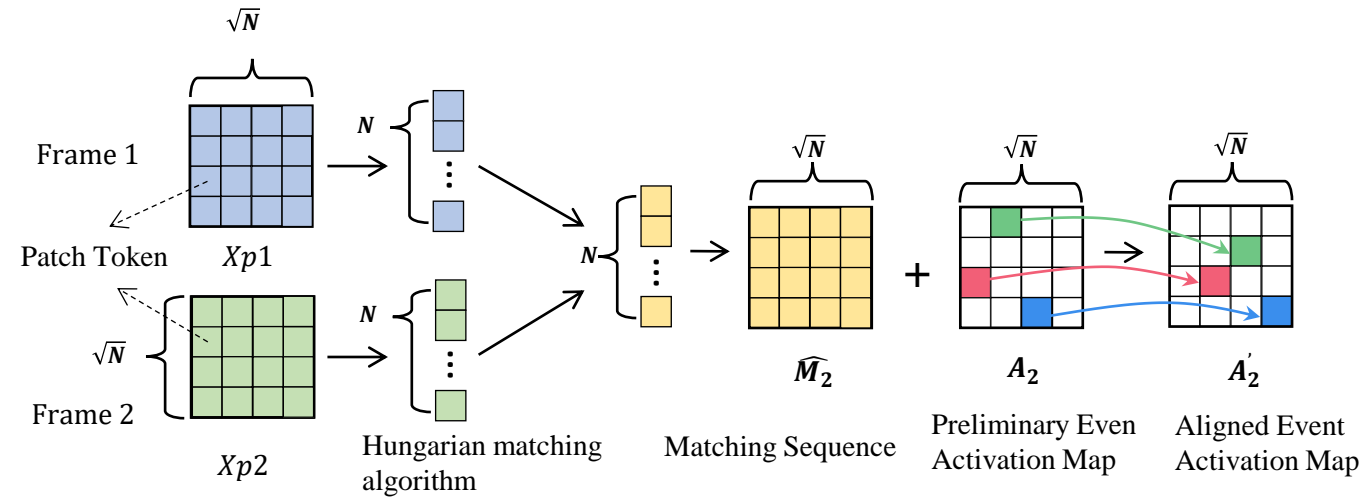 √N
Frame 1
N
Patch Token
Xp1
√N
Frame 2
Xp2
N
Hungarian matching
algorithm
N
√N
M̂₂
Matching Sequence
+
√N
A₂
Preliminary Even
Activation Map
√N
A₂′
Aligned Event
Activation Map